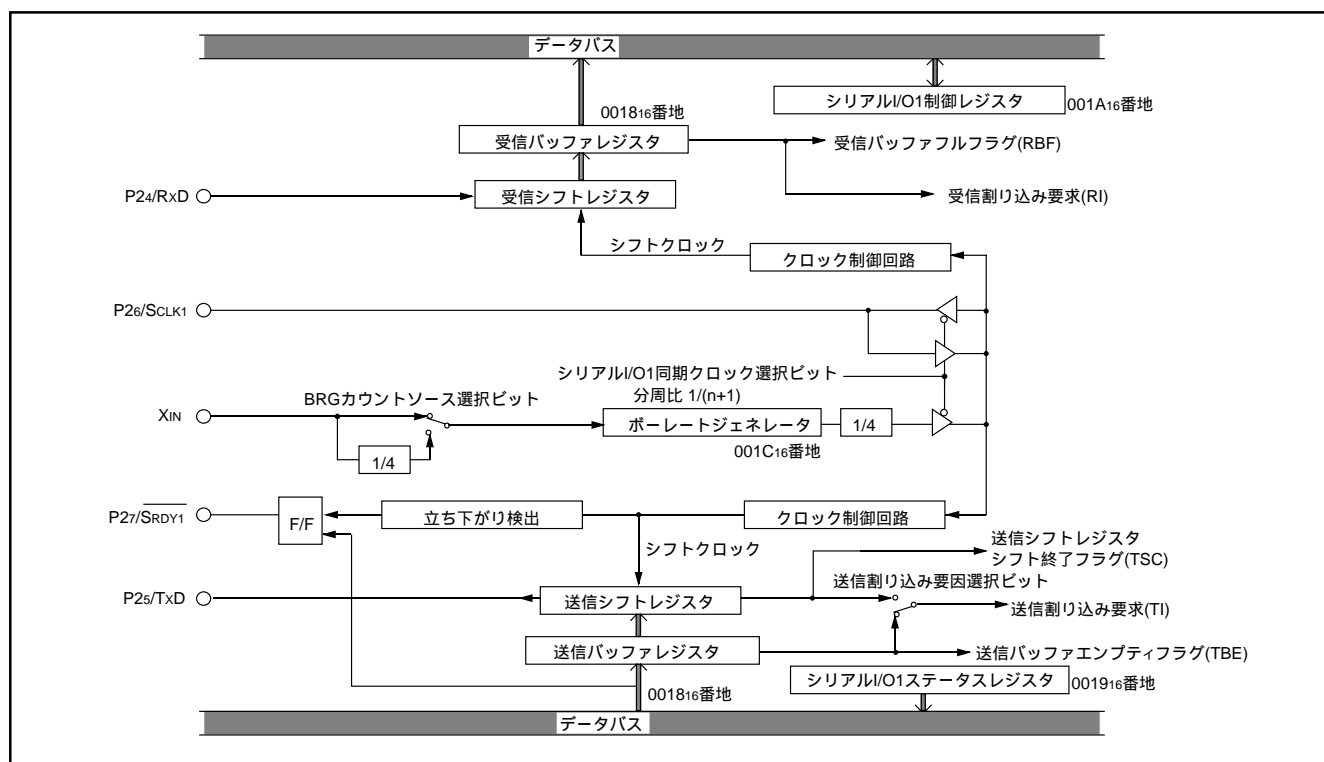 データバス
シリアルI/O1制御レジスタ 001A16番地
001816番地
受信バッファレジスタ
受信バッファフルフラグ(RBF)
P24/RXD
受信シフトレジスタ
受信割り込み要求(RI)
シフトクロック
クロック制御回路
P26/SCLK1
シリアルI/O1同期クロック選択ビット
BRGカウントソース選択ビット
分周比 1/(n+1)
XIN
ボーレートジェネレータ
1/4
001C16番地
1/4
P27/SRDY1
F/F
立ち下がり検出
クロック制御回路
シフトクロック
送信シフトレジスタ
シフト終了フラグ(TSC)
送信割り込み要因選択ビット
P25/TXD
送信シフトレジスタ
送信割り込み要求(TI)
送信バッファレジスタ
送信バッファエンプティフラグ(TBE)
001816番地
シリアルI/O1ステータスレジスタ 001916番地
データバス